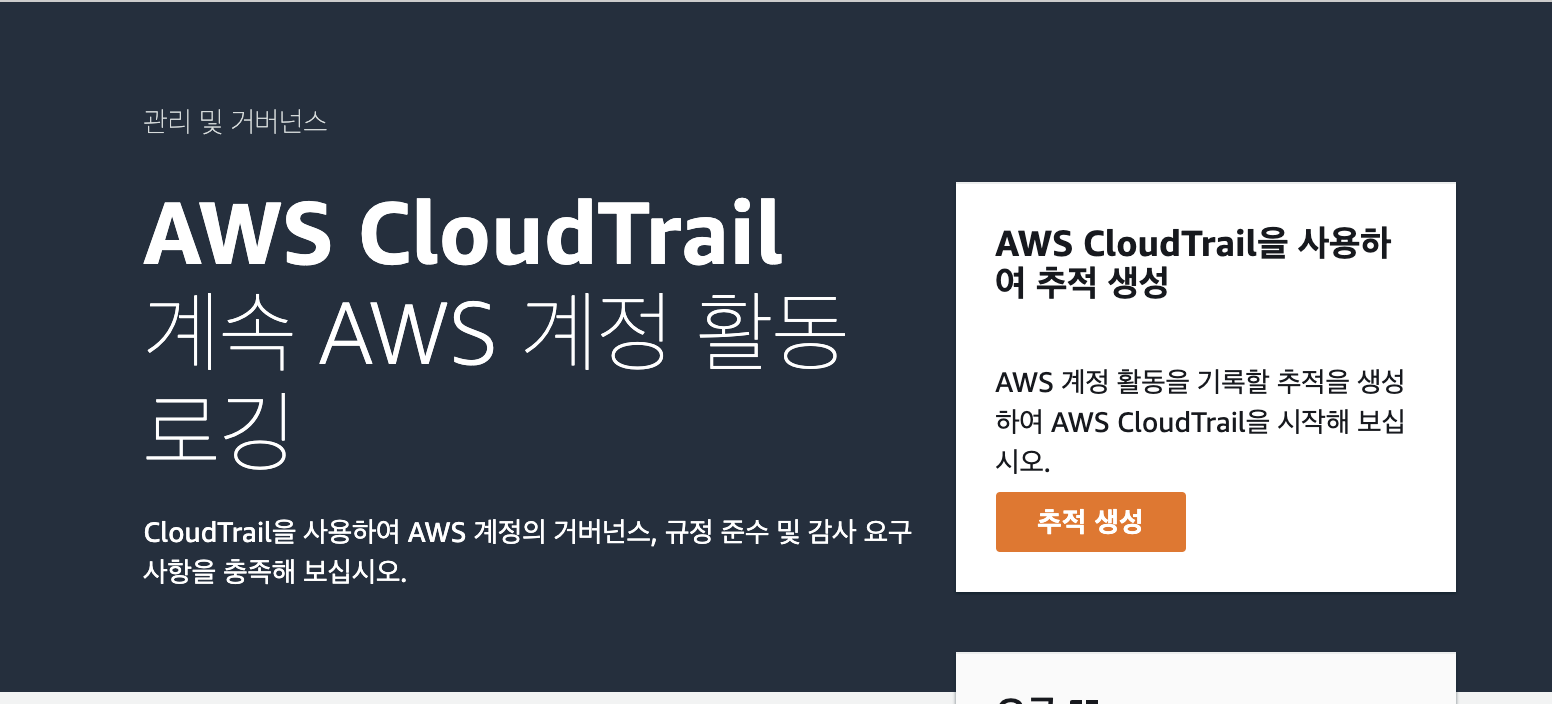 관리 및 거버넌스
AWS CloudTrail
계속 AWS 계정 활동
로깅
CloudTrail을 사용하여 AWS 계정의 거버넌스, 규정 준수 및 감사 요구
사항을 충족해 보십시오.
AWS CloudTrail을 사용하
여 추적 생성
AWS 계정 활동을 기록할 추적을 생성
하여 AWS CloudTrail을 시작해 보십
시오.
추적 생성